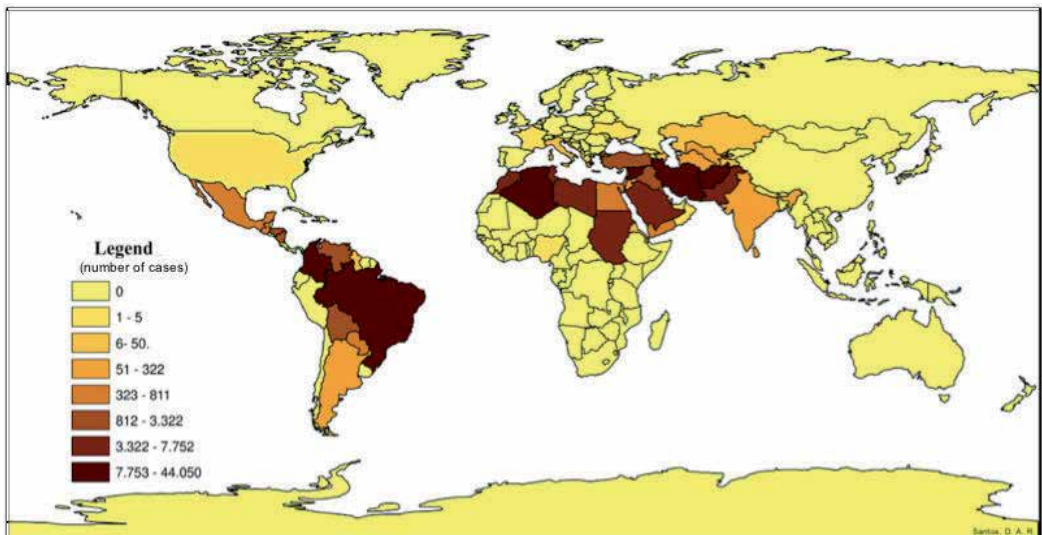 Legend
(number of cases)
0
1 - 5
6- 50.
51 - 322
323 - 811
812 - 3.322
3.322 - 7.752
7.753 - 44.050
Santos, D. A. R.